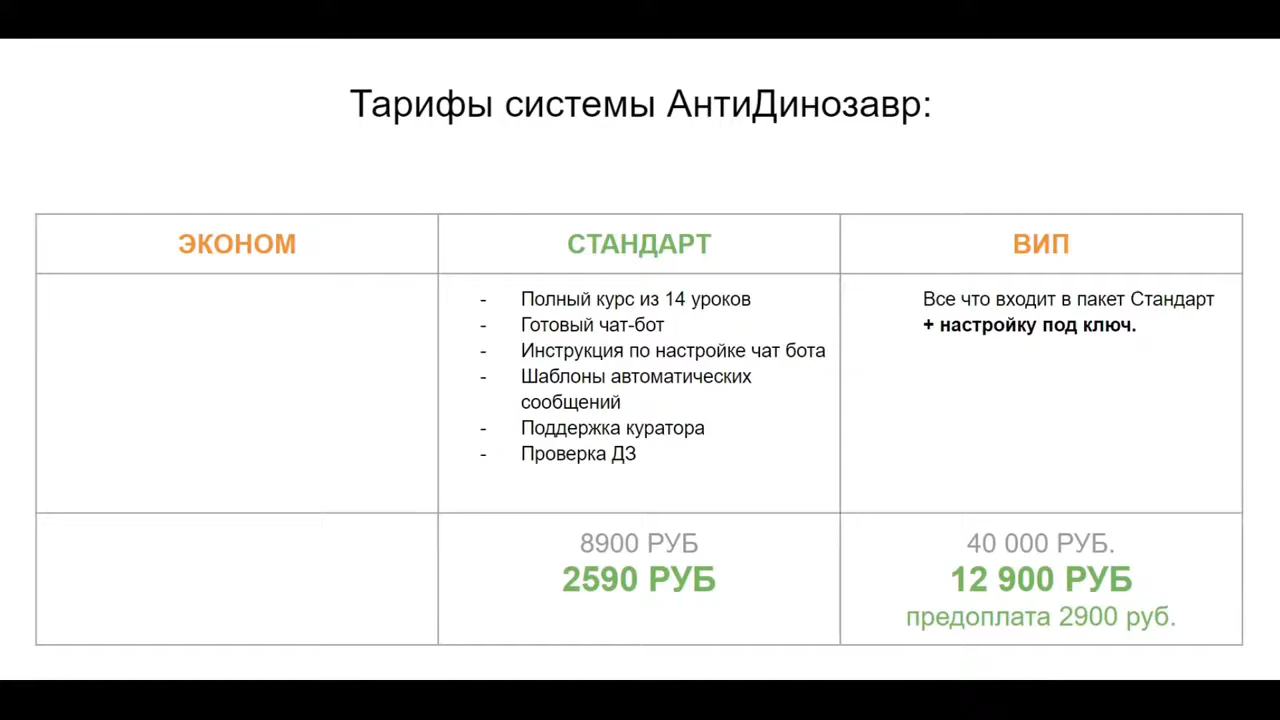 Тарифы системы АнтиДинозавр:
ЭКОНОМ
СТАНДАРТ
ВИП
- Полный курс из 14 уроков
- Готовый чат-бот
- Инструкция по настройке чат бота
- Шаблоны автоматических
сообщений
- Поддержка куратора
- Проверка ДЗ
Все что входит в пакет Стандарт
+ настройку под ключ.
8900 РУБ
2590 РУБ
40 000 РУБ.
12 900 РУБ
предоплата 2900 руб.